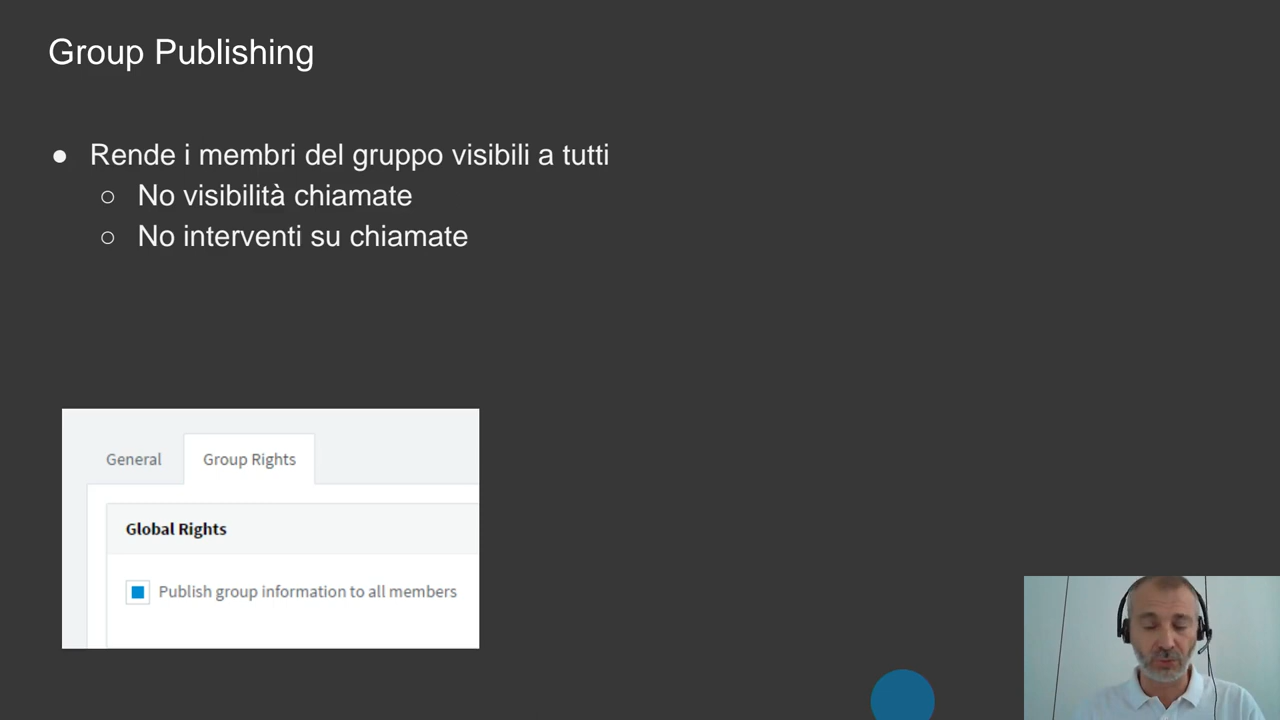 Group Publishing
● Rende i membri del gruppo visibili a tutti
○ No visibilità chiamate
○ No interventi su chiamate
General
Group Rights
Global Rights
Publish group information to all members